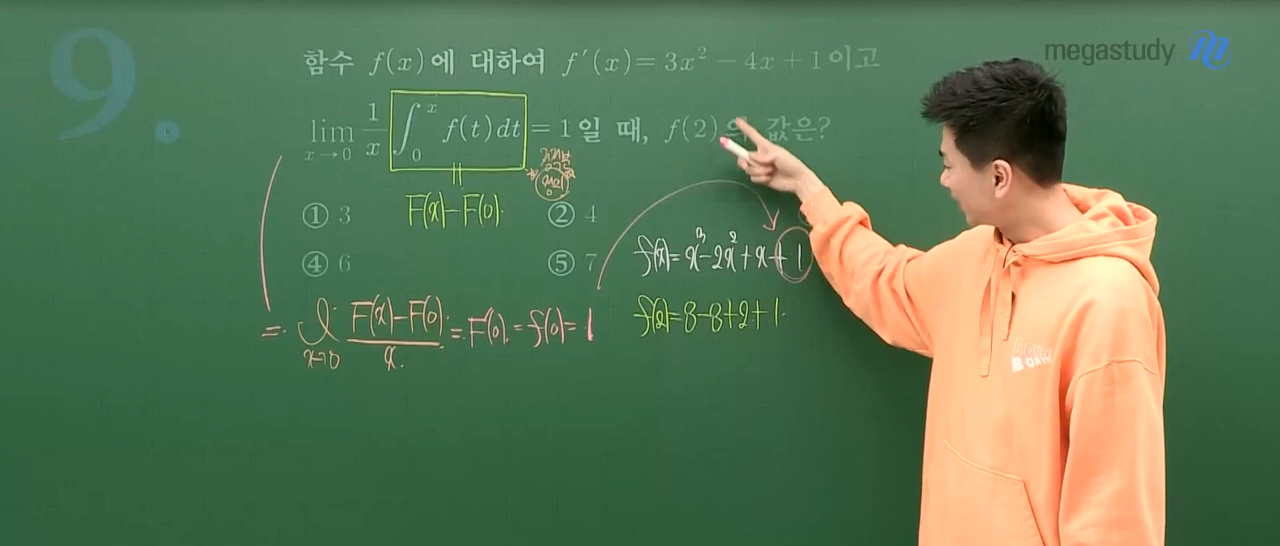 9.
megastudy
함수 f(x)에 대하여 f′(x)=3x²−4x+1이고
lim x→0 1/x ∫₀ˣ f(t)dt = 1일 때, f(2)의 값은?
F(x)−F(0).
① 3
② 4
④ 6
⑤ 7
f(x)=x³−2x²+x+1
f(2)=8−8+2+1.
= lim x→0 F(x)−F(0) / x = F′(0) = f(0) = 1